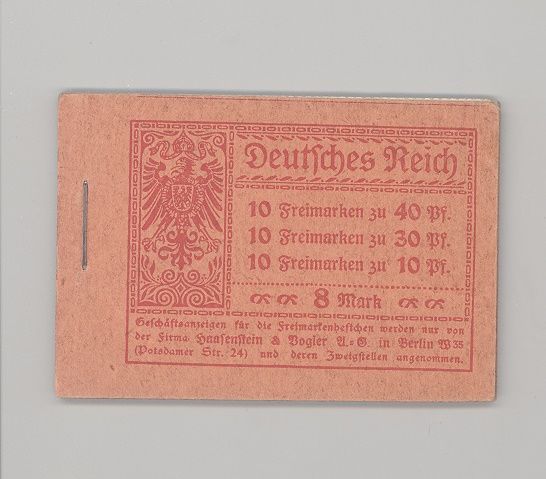 Deutsches Reich
10 Freimarken zu 40 Pf.
10 Freimarken zu 30 Pf.
10 Freimarken zu 10 Pf.
8 Mark
Geschäftsanzeigen für die Freimarkenheftchen werden nur von
der Firma Haasenstein & Vogler A.=G. in Berlin W 35
(Potsdamer Str. 24) und deren Zweigstellen angenommen.